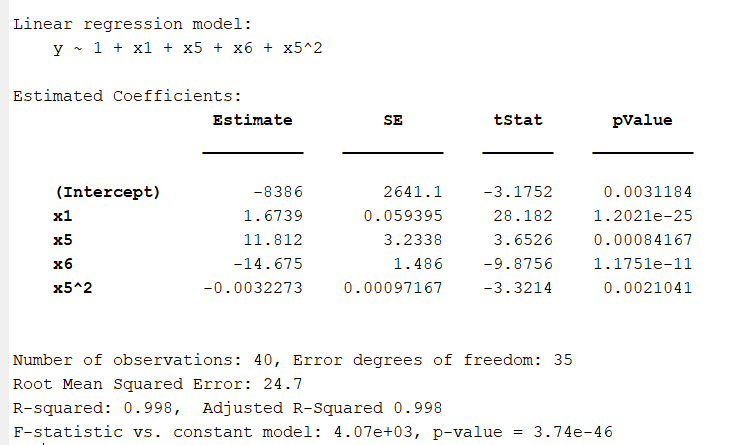 Linear regression model:
y ~ 1 + x1 + x5 + x6 + x5^2
Estimated Coefficients:
Estimate SE tStat pValue
(Intercept) -8386 2641.1 -3.1752 0.0031184
x1 1.6739 0.059395 28.182 1.2021e-25
x5 11.812 3.2338 3.6526 0.00084167
x6 -14.675 1.486 -9.8756 1.1751e-11
x5^2 -0.0032273 0.00097167 -3.3214 0.0021041
Number of observations: 40, Error degrees of freedom: 35
Root Mean Squared Error: 24.7
R-squared: 0.998, Adjusted R-Squared 0.998
F-statistic vs. constant model: 4.07e+03, p-value = 3.74e-46